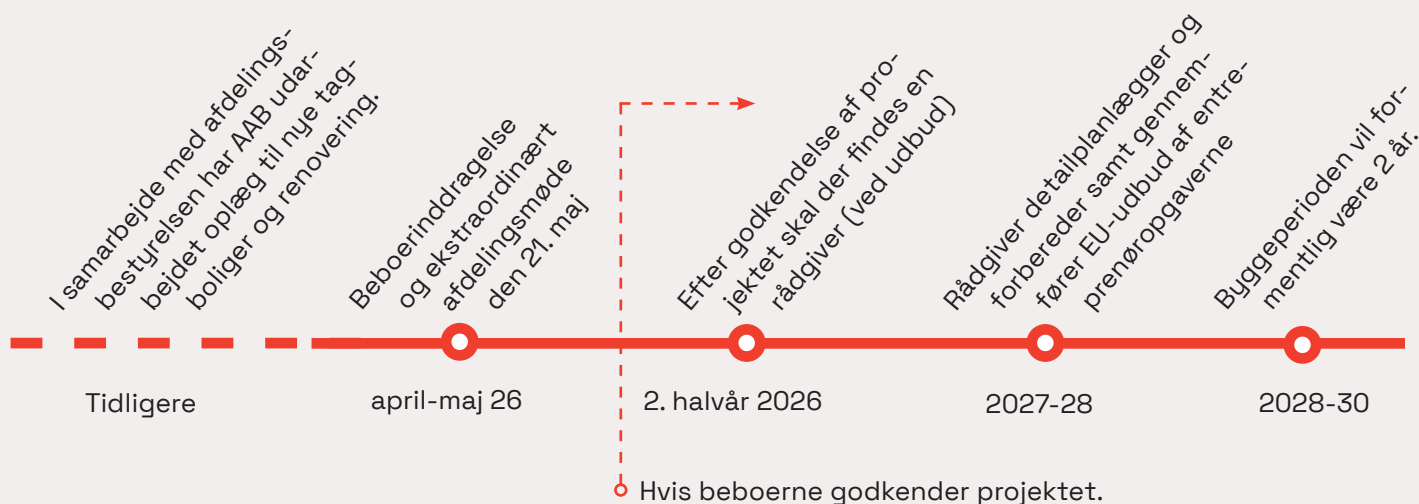 I samarbejde med afdelings-
bestyrelsen har AAB udar-
bejdet oplæg til nye tag-
boliger og renovering.
Tidligere
Beboerinddragelse
og ekstraordinært
afdelingsmøde
den 21. maj
april-maj 26
Efter godkendelse af pro-
jektet skal der findes en
rådgiver (ved udbud)
2. halvår 2026
Rådgiver detailplanlægger og
forbereder samt gennem-
fører EU-udbud af entre-
prenøropgaverne
2027-28
Byggeperioden vil for-
mentlig være 2 år.
2028-30
Hvis beboerne godkender projektet.